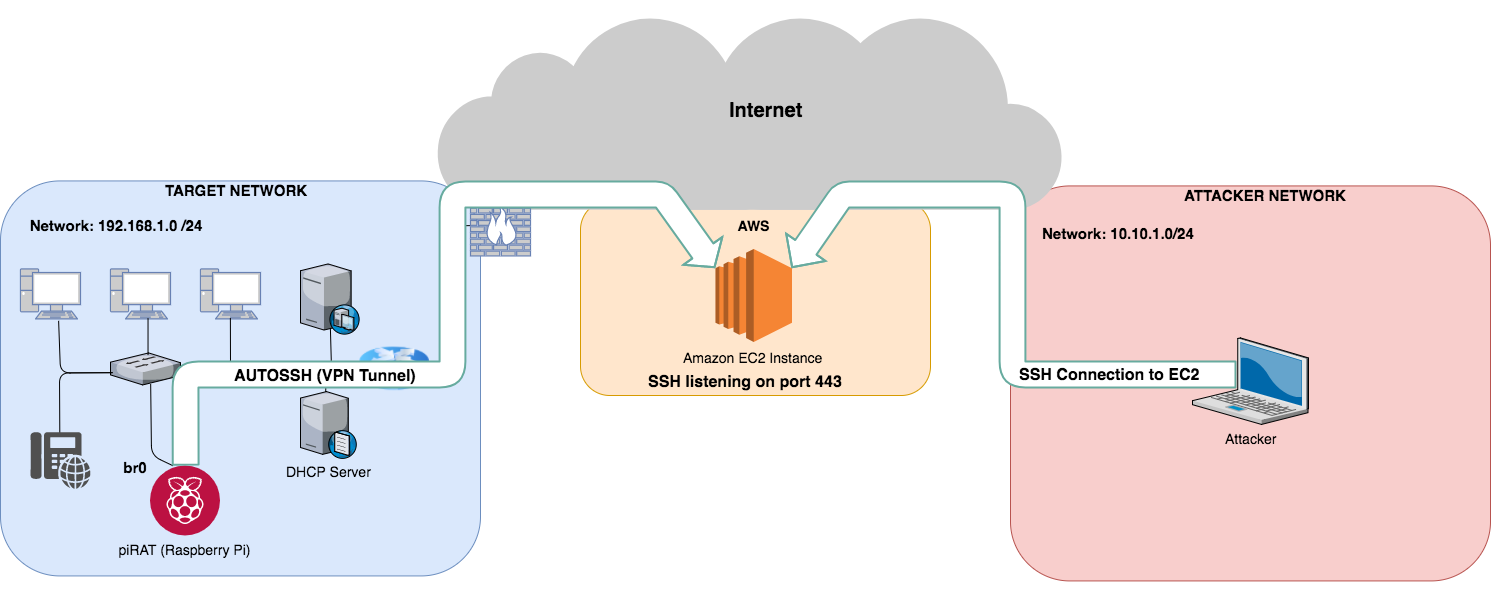 Internet
TARGET NETWORK
Network: 192.168.1.0 /24
AUTOSSH (VPN Tunnel)
br0
DHCP Server
piRAT (Raspberry Pi)
AWS
Amazon EC2 Instance
SSH listening on port 443
ATTACKER NETWORK
Network: 10.10.1.0/24
SSH Connection to EC2
Attacker